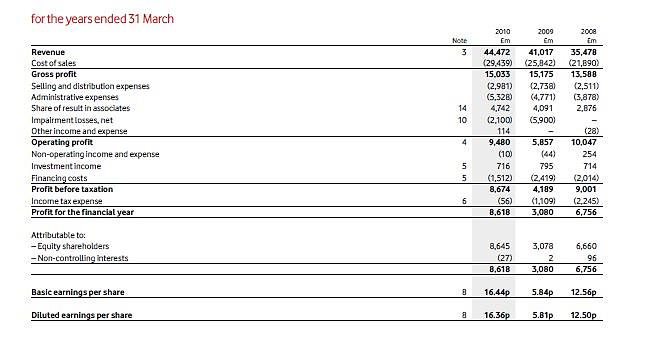 for the years ended 31 March
2010 2009 2008
Note £m £m £m
Revenue 3 44,472 41,017 35,478
Cost of sales (29,439) (25,842) (21,890)
Gross profit 15,033 15,175 13,588
Selling and distribution expenses (2,981) (2,738) (2,511)
Administrative expenses (5,328) (4,771) (3,878)
Share of result in associates 14 4,742 4,091 2,876
Impairment losses, net 10 (2,100) (5,900) –
Other income and expense 114 – (28)
Operating profit 4 9,480 5,857 10,047
Non-operating income and expense (10) (44) 254
Investment income 5 716 795 714
Financing costs 5 (1,512) (2,419) (2,014)
Profit before taxation 8,674 4,189 9,001
Income tax expense 6 (56) (1,109) (2,245)
Profit for the financial year 8,618 3,080 6,756
Attributable to:
– Equity shareholders 8,645 3,078 6,660
– Non-controlling interests (27) 2 96
8,618 3,080 6,756
Basic earnings per share 8 16.44p 5.84p 12.56p
Diluted earnings per share 8 16.36p 5.81p 12.50p